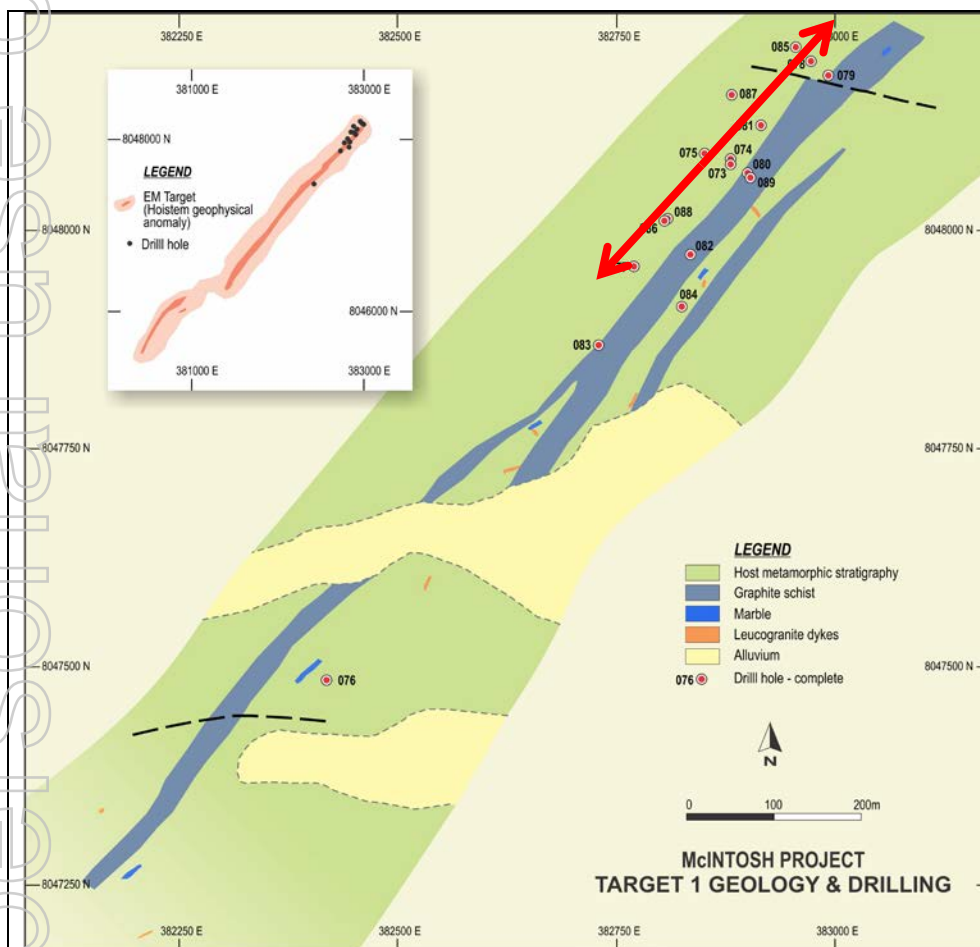 382250 E
382500 E
382750 E
085
079
087
075
074
073
080
089
088
082
084
083
381000 E
383000 E
8048000 N
LEGEND
EM Target
(Hoistem geophysical
anomaly)
Drilll hole
8046000 N
381000 E
383000 E
8048000 N
8048000 N
8047750 N
8047750 N
LEGEND
Host metamorphic stratigraphy
Graphite schist
Marble
Leucogranite dykes
Alluvium
076
Drilll hole - complete
8047500 N
8047500 N
076
N
0
100
200m
McINTOSH PROJECT
TARGET 1 GEOLOGY & DRILLING
8047250 N
382250 E
382500 E
382750 E
383000 E